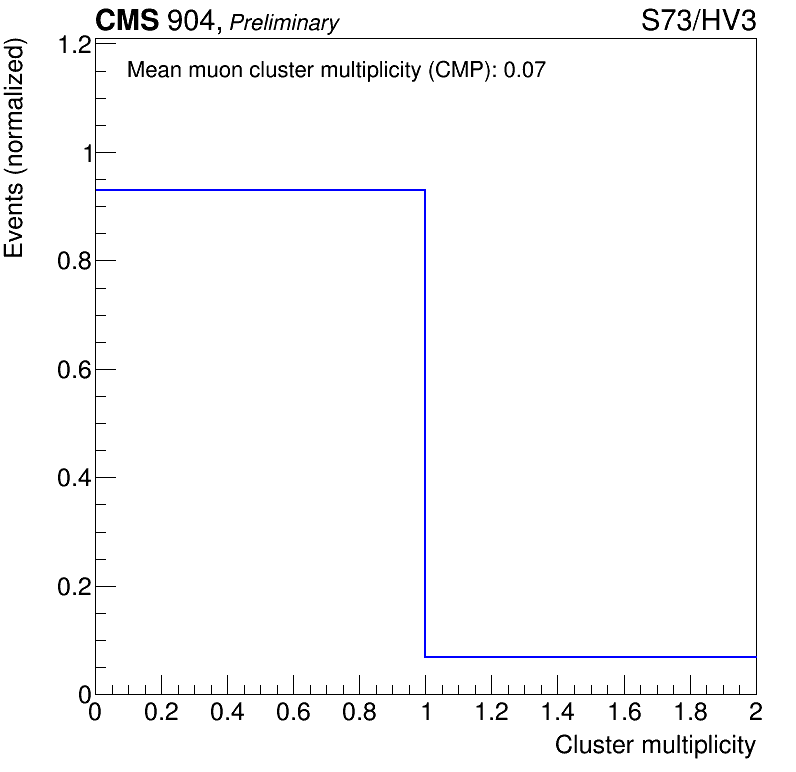 CMS 904, Preliminary S73/HV3
Mean muon cluster multiplicity (CMP): 0.07
Events (normalized)
1.2
1
0.8
0.6
0.4
0.2
0
0 0.2 0.4 0.6 0.8 1 1.2 1.4 1.6 1.8 2
Cluster multiplicity